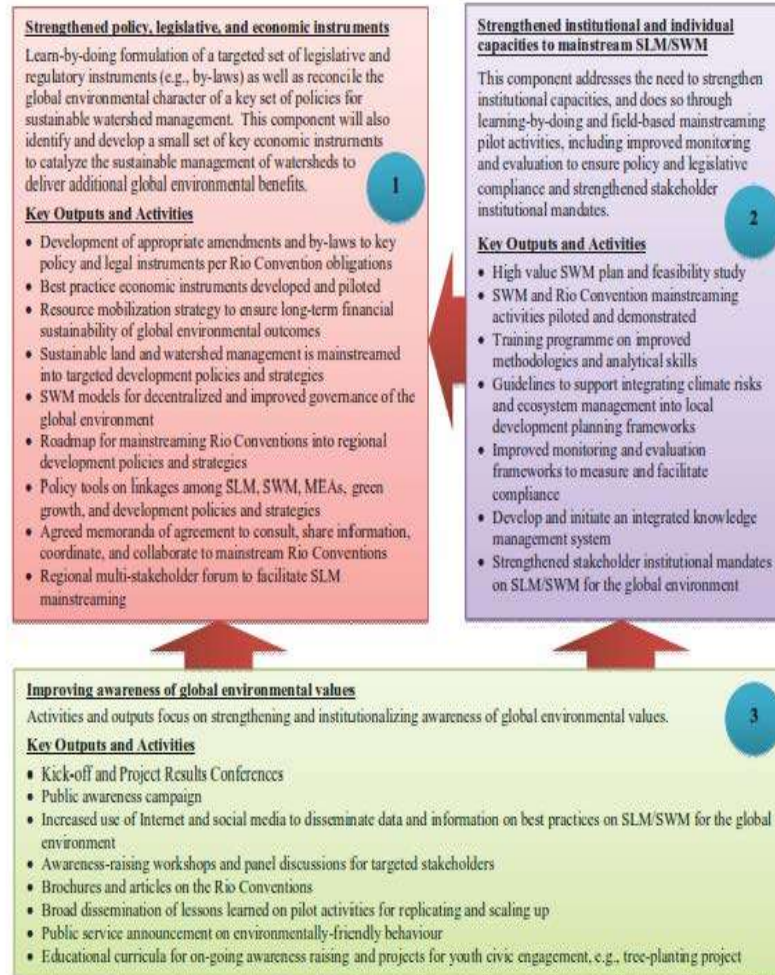 Strengthened policy, legislative, and economic instruments
Learn-by-doing formulation of a targeted set of legislative and
regulatory instruments (e.g., by-laws) as well as reconcile the
global environmental character of a key set of policies for
sustainable watershed management. This component will also
identify and develop a small set of key economic instruments
to catalyze the sustainable management of watersheds to
deliver additional global environmental benefits.
1
Key Outputs and Activities
• Development of appropriate amendments and by-laws to key
policy and legal instruments per Rio Convention obligations
• Best practice economic instruments developed and piloted
• Resource mobilization strategy to ensure long-term financial
sustainability of global environmental outcomes
• Sustainable land and watershed management is mainstreamed
into targeted development policies and strategies
• SWM models for decentralized and improved governance of the
global environment
• Roadmap for mainstreaming Rio Conventions into regional
development policies and strategies
• Policy tools on linkages among SLM, SWM, MEAs, green
growth, and development policies and strategies
• Agreed memoranda of agreement to consult, share information,
coordinate, and collaborate to mainstream Rio Conventions
• Regional multi-stakeholder forum to facilitate SLM
mainstreaming
Strengthened institutional and individual
capacities to mainstream SLM/SWM
This component addresses the need to strengthen
institutional capacities, and does so through
learning-by-doing and field-based mainstreaming
pilot activities, including improved monitoring
and evaluation to ensure policy and legislative
compliance and strengthened stakeholder
institutional mandates.
2
Key Outputs and Activities
• High value SWM plan and feasibility study
• SWM and Rio Convention mainstreaming
activities piloted and demonstrated
• Training programme on improved
methodologies and analytical skills
• Guidelines to support integrating climate risks
and ecosystem management into local
development planning frameworks
• Improved monitoring and evaluation
frameworks to measure and facilitate
compliance
• Develop and initiate an integrated knowledge
management system
• Strengthened stakeholder institutional mandates
on SLM/SWM for the global environment
Improving awareness of global environmental values
Activities and outputs focus on strengthening and institutionalizing awareness of global environmental values.
3
Key Outputs and Activities
• Kick-off and Project Results Conferences
• Public awareness campaign
• Increased use of Internet and social media to disseminate data and information on best practices on SLM/SWM for the global
environment
• Awareness-raising workshops and panel discussions for targeted stakeholders
• Brochures and articles on the Rio Conventions
• Broad dissemination of lessons learned on pilot activities for replicating and scaling up
• Public service announcement on environmentally-friendly behaviour
• Educational curricula for on-going awareness raising and projects for youth civic engagement, e.g., tree-planting project